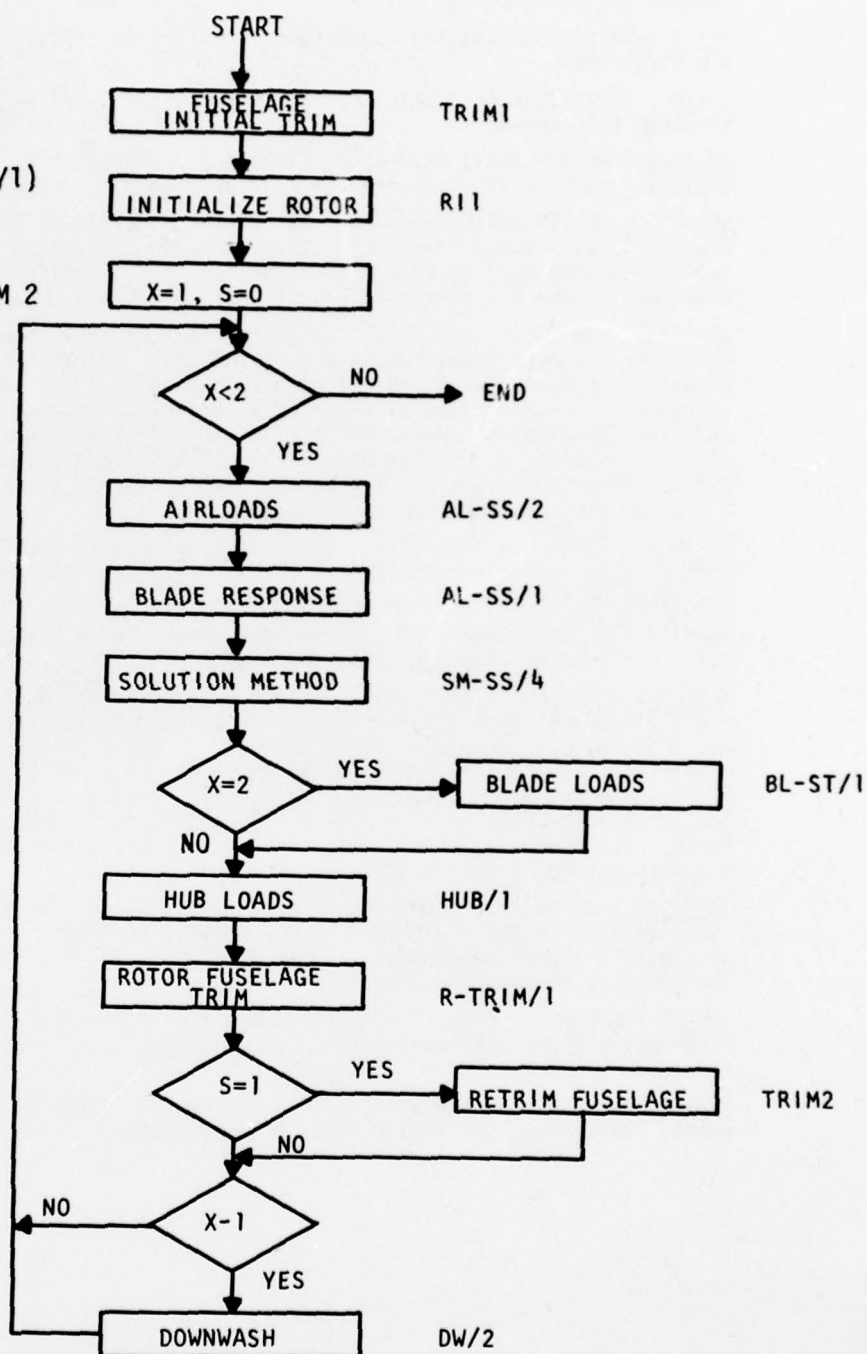 START
FUSELAGE
INITIAL TRIM
TRIM1
/1)
INITIALIZE ROTOR
RI1
M 2
X=1, S=0
X<2
NO
END
YES
AIRLOADS
AL-SS/2
BLADE RESPONSE
AL-SS/1
SOLUTION METHOD
SM-SS/4
X=2
YES
BLADE LOADS
BL-ST/1
NO
HUB LOADS
HUB/1
ROTOR FUSELAGE
TRIM
R-TRIM/1
S=1
YES
RETRIM FUSELAGE
TRIM2
NO
NO
X-1
YES
DOWNWASH
DW/2